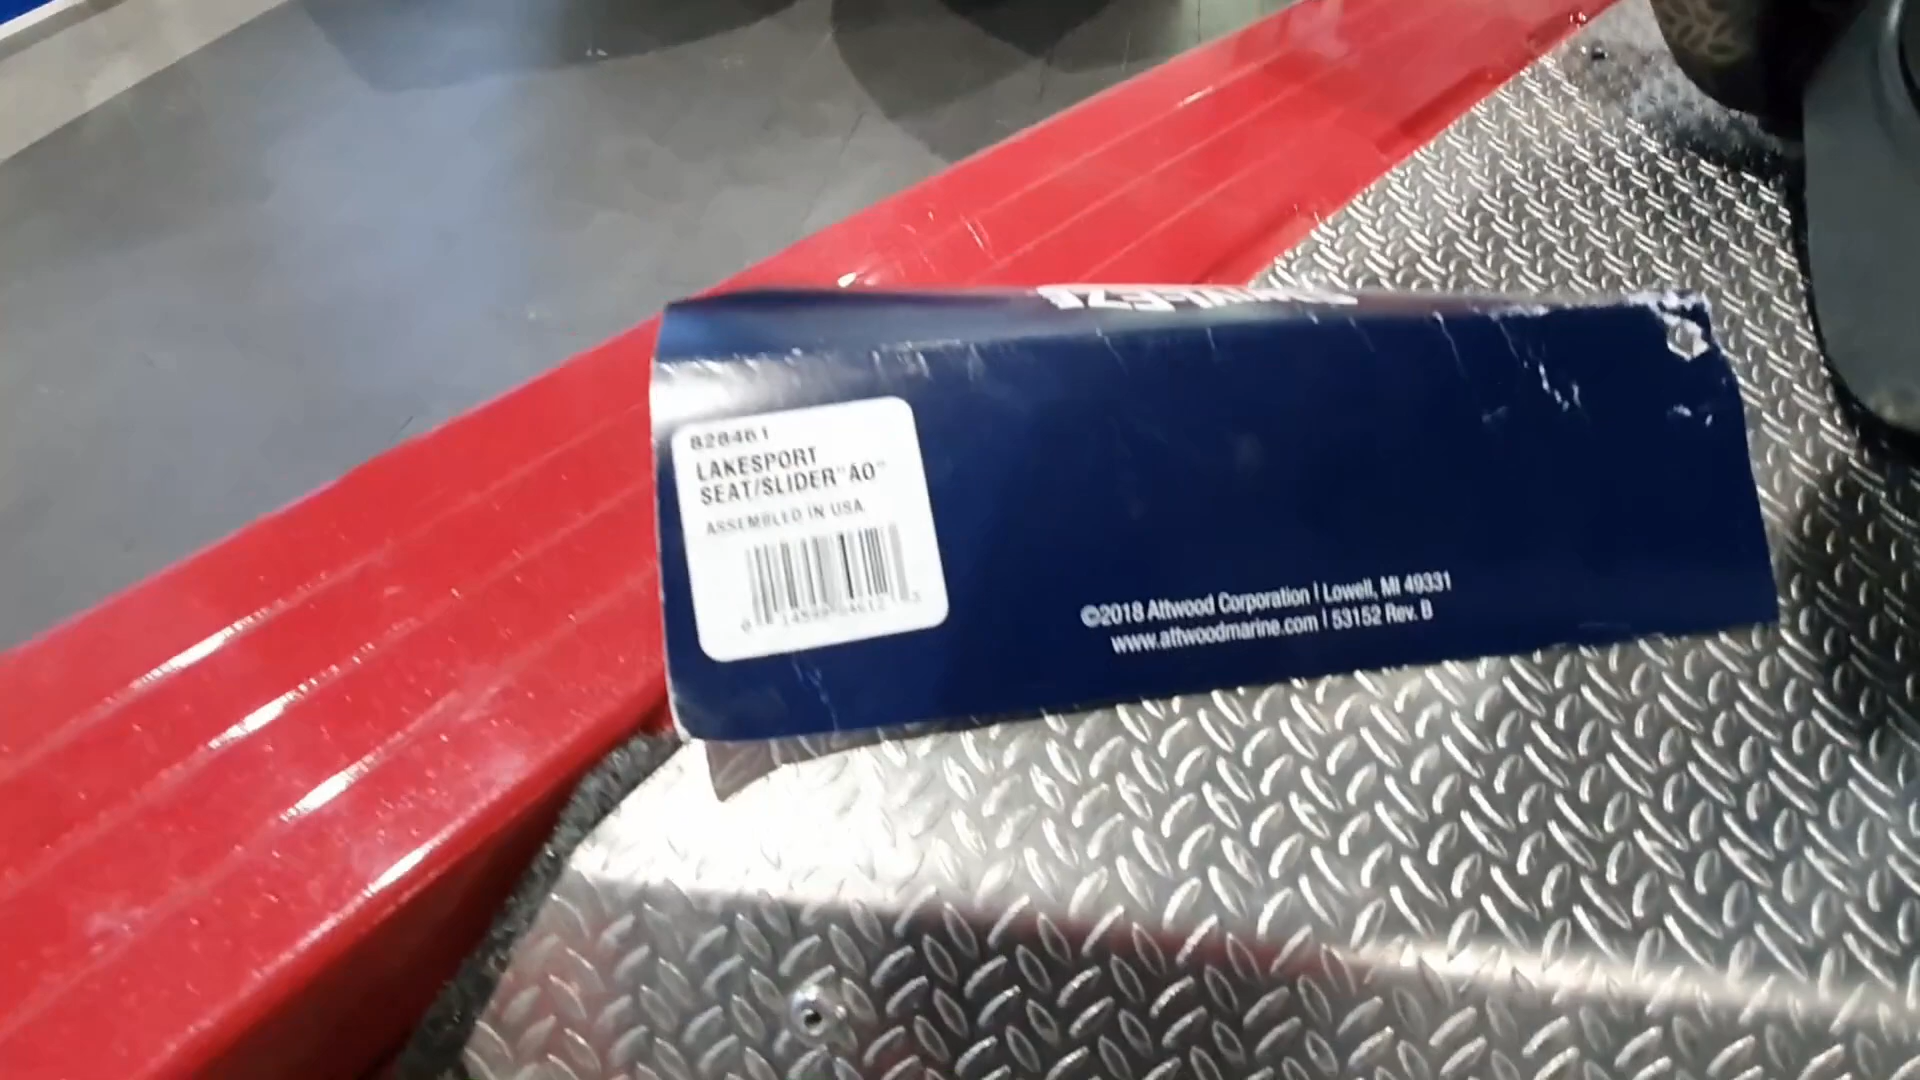 828461
LAKESPORT
SEAT/SLIDER "AO"
ASSEMBLED IN USA
©2018 Attwood Corporation | Lowell, MI 49331
www.attwoodmarine.com | 53152 Rev. B